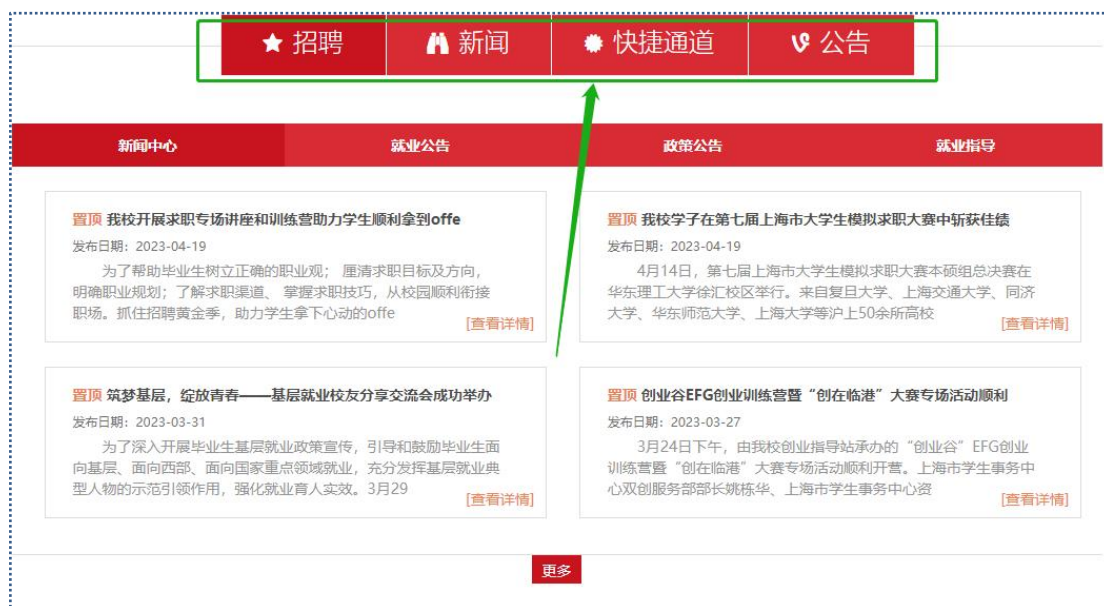 招聘 新闻 快捷通道 公告
新闻中心 就业公告 政策公告 就业指导
置顶 我校开展求职专场讲座和训练营助力学生顺利拿到offe
发布日期：2023-04-19
为了帮助毕业生树立正确的职业观； 厘清求职目标及方向，
明确职业规划；了解求职渠道、 掌握求职技巧，从校园顺利衔接
职场。抓住招聘黄金季，助力学生拿下心动的offe
[查看详情]
置顶 我校学子在第七届上海市大学生模拟求职大赛中斩获佳绩
发布日期：2023-04-19
4月14日，第七届上海市大学生模拟求职大赛本硕组总决赛在
华东理工大学徐汇校区举行。来自复旦大学、上海交通大学、同济
大学、华东师范大学、上海大学等沪上50余所高校
[查看详情]
置顶 筑梦基层，绽放青春——基层就业校友分享交流会成功举办
发布日期：2023-03-31
为了深入开展毕业生基层就业政策宣传，引导和鼓励毕业生面
向基层、面向西部、面向国家重点领域就业，充分发挥基层就业典
型人物的示范引领作用，强化就业育人实效。3月29
[查看详情]
置顶 创业谷EFG创业训练营暨“创在临港”大赛专场活动顺利
发布日期：2023-03-27
3月24日下午，由我校创业指导站承办的“创业谷”EFG创业
训练营暨“创在临港”大赛专场活动顺利开营。上海市学生事务中
心双创服务部部长姚栋华、上海市学生事务中心资
[查看详情]
更多